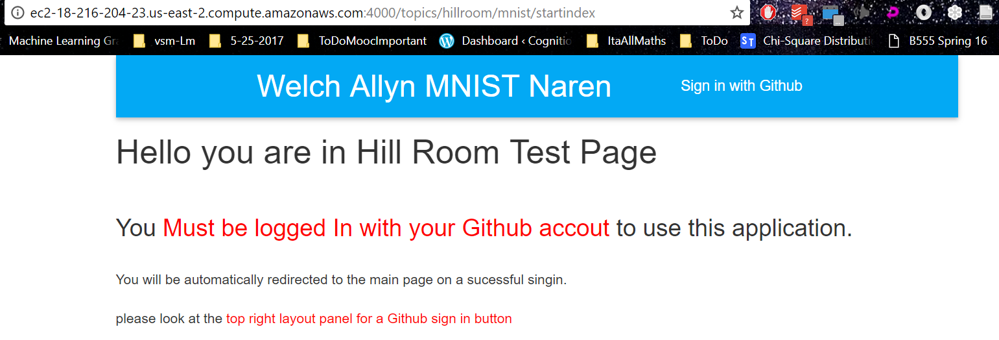 ec2-18-216-204-23.us-east-2.compute.amazonaws.com:4000/topics/hillroom/mnist/startindex
Machine Learning Gr vsm-Lm 5-25-2017 ToDoMoocImportant Dashboard ‹ Cognitio ItaAllMaths ToDo ST Chi-Square Distributi B555 Spring 16
Welch Allyn MNIST Naren Sign in with Github
Hello you are in Hill Room Test Page
You Must be logged In with your Github accout to use this application.
You will be automatically redirected to the main page on a sucessful singin.
please look at the top right layout panel for a Github sign in button